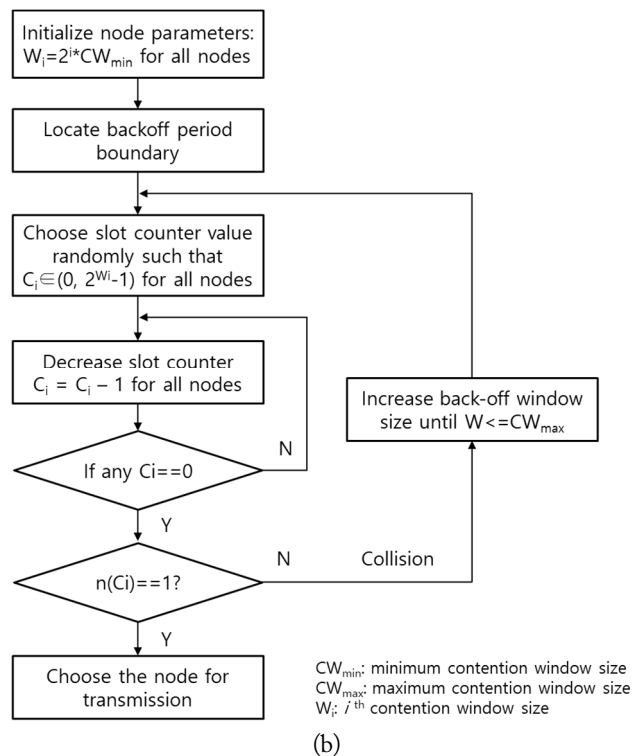 Initialize node parameters:
Wi=2^i*CWmin for all nodes
Locate backoff period
boundary
Choose slot counter value
randomly such that
Ci∈(0, 2^Wi-1) for all nodes
Decrease slot counter
Ci = Ci – 1 for all nodes
Increase back-off window
size until W<=CWmax
If any Ci==0
N
Y
n(Ci)==1?
N
Collision
Y
Choose the node for
transmission
CWmin: minimum contention window size
CWmax: maximum contention window size
Wi: i th contention window size
(b)